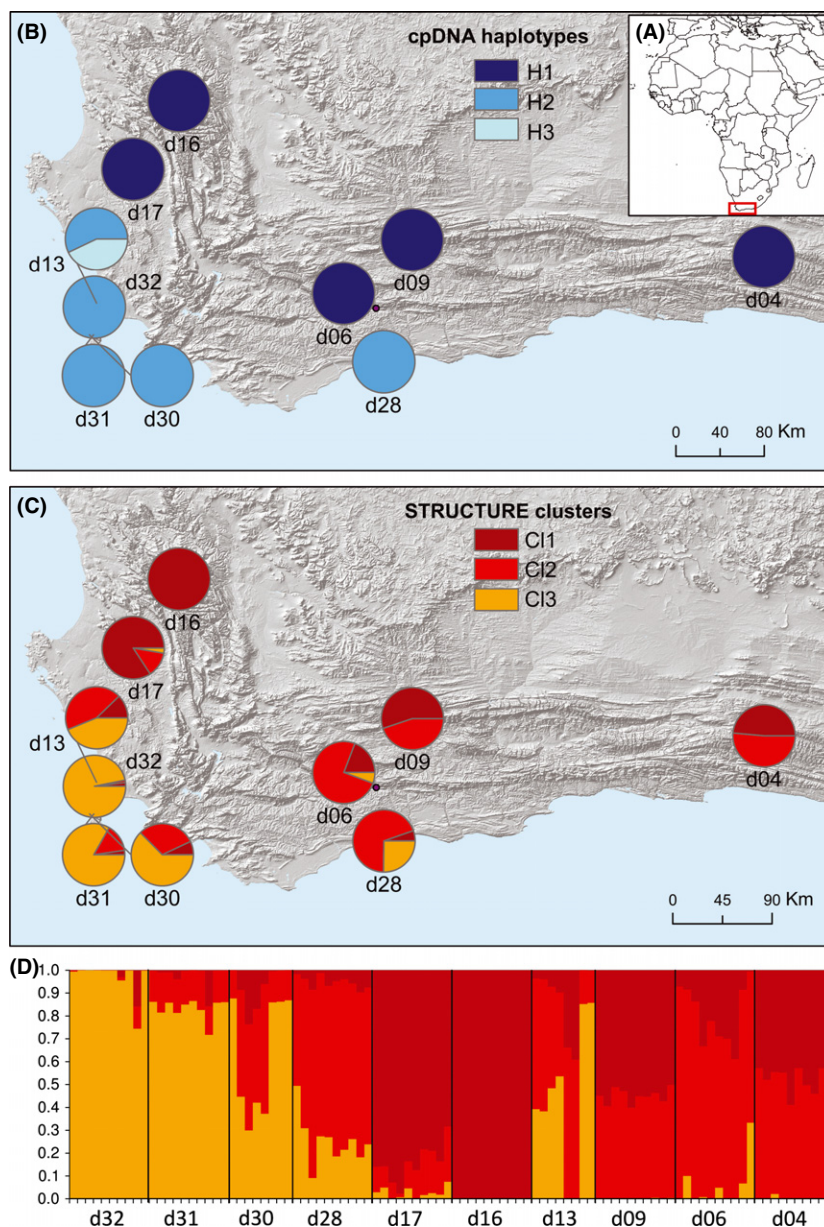 (B)
cpDNA haplotypes
H1
H2
H3
(A)
d16
d17
d13
d32
d09
d06
d04
d31
d30
d28
0 40 80 Km
(C)
STRUCTURE clusters
Cl1
Cl2
Cl3
d16
d17
d13
d32
d09
d06
d04
d31
d30
d28
0 45 90 Km
(D)
1.0
0.9
0.8
0.7
0.6
0.5
0.4
0.3
0.2
0.1
0.0
d32 d31 d30 d28 d17 d16 d13 d09 d06 d04